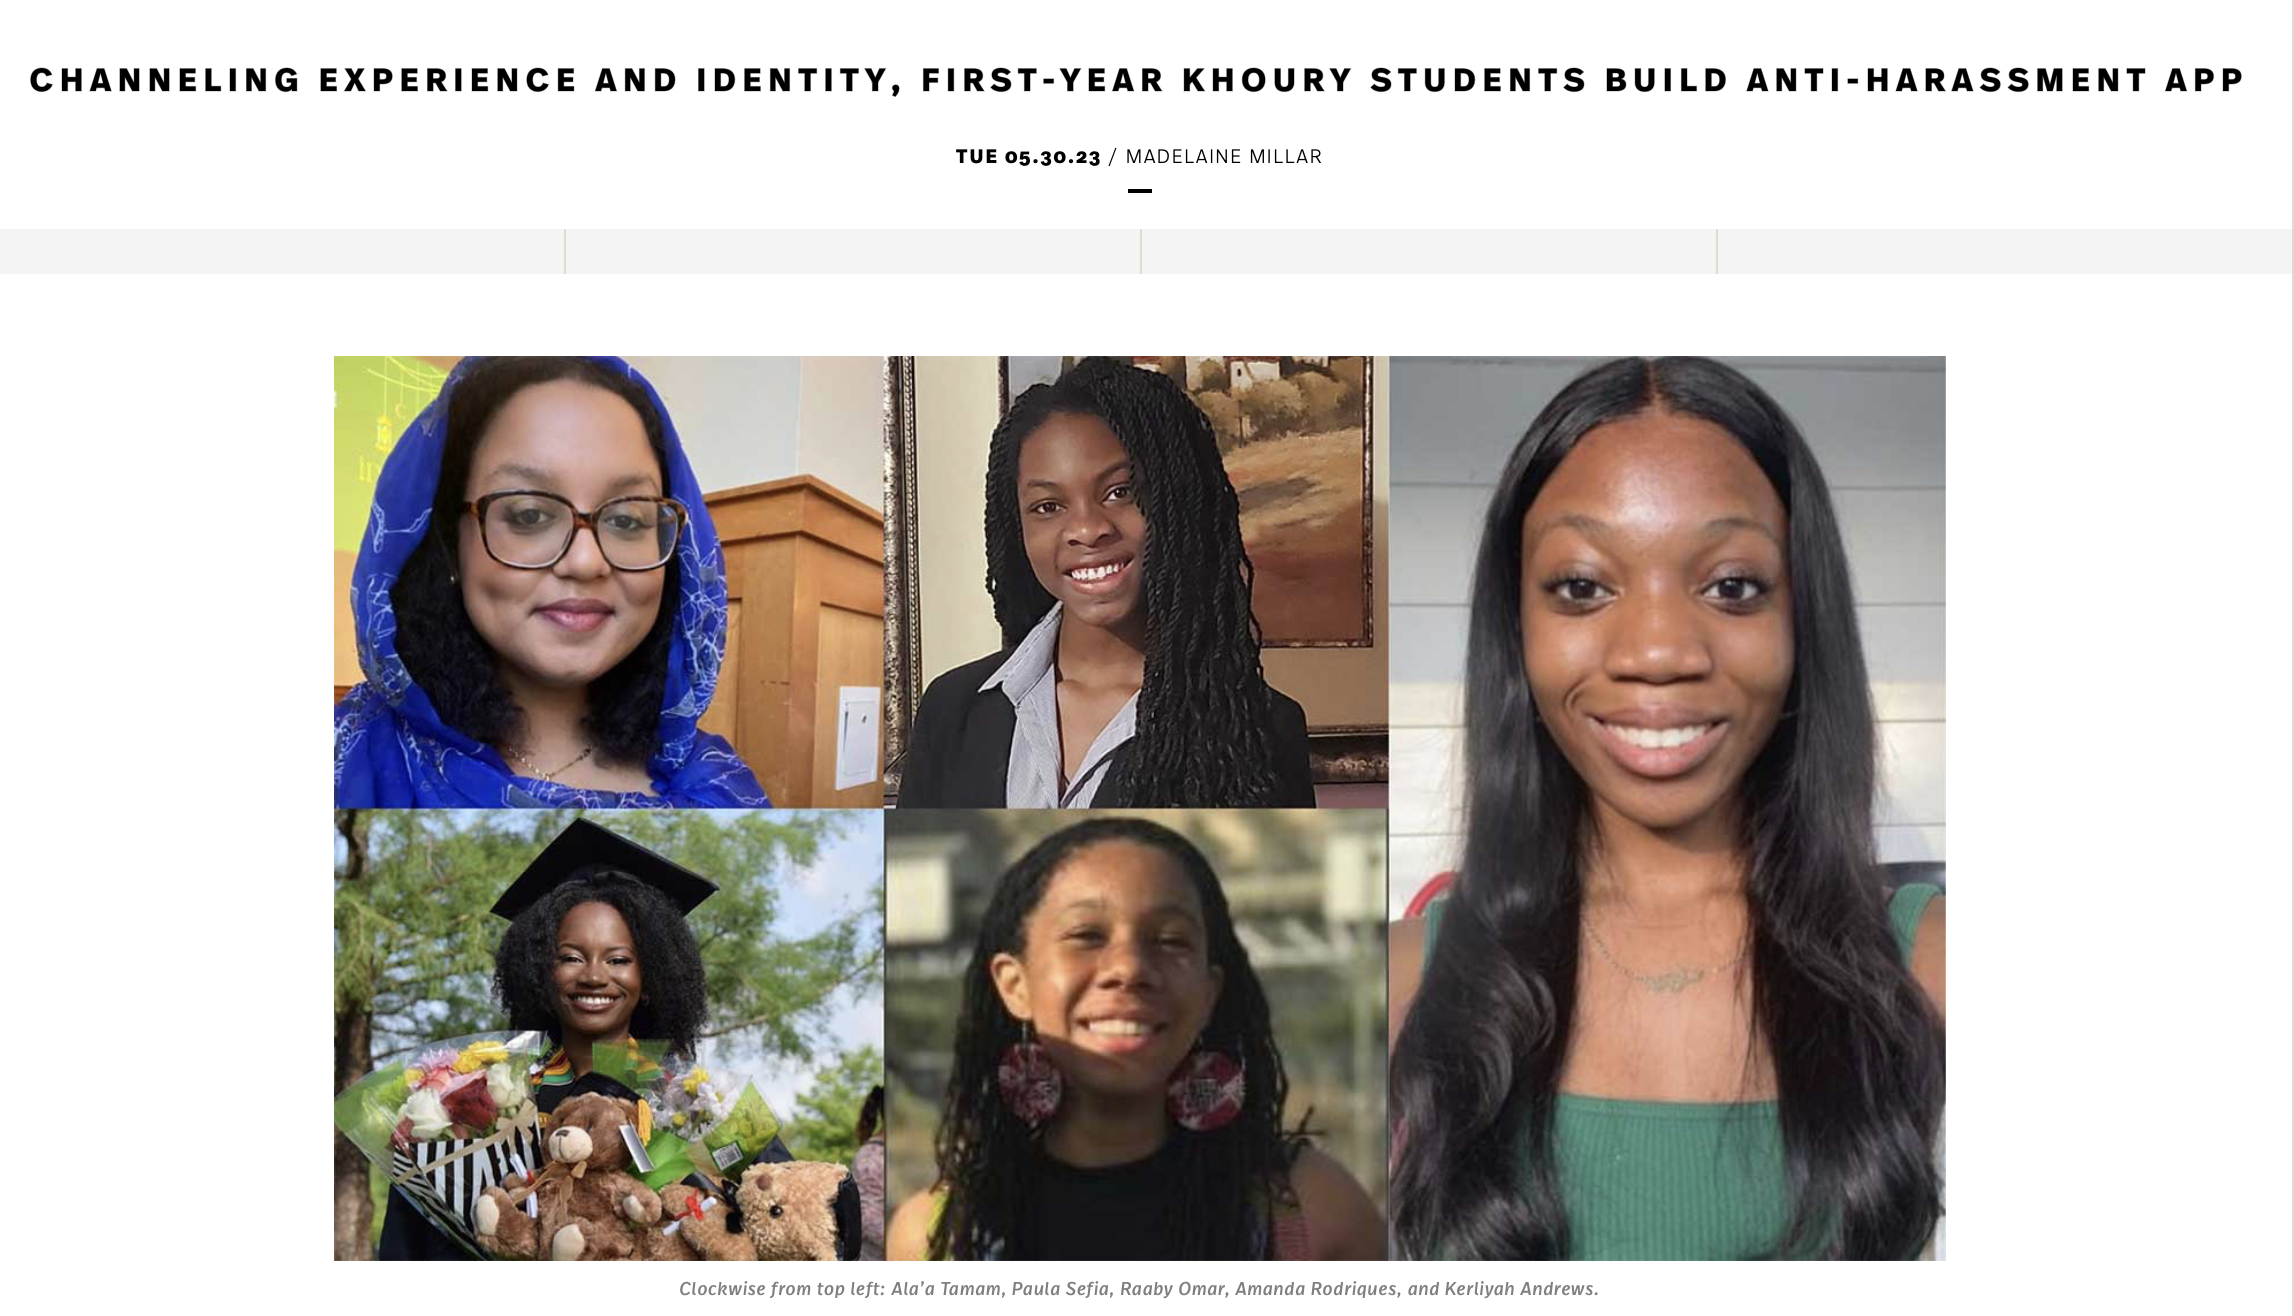 CHANNELING EXPERIENCE AND IDENTITY, FIRST-YEAR KHOURY STUDENTS BUILD ANTI-HARASSMENT APP
TUE 05.30.23 / MADELAINE MILLAR
Clockwise from top left: Ala’a Tamam, Paula Sefia, Raaby Omar, Amanda Rodriques, and Kerliyah Andrews.